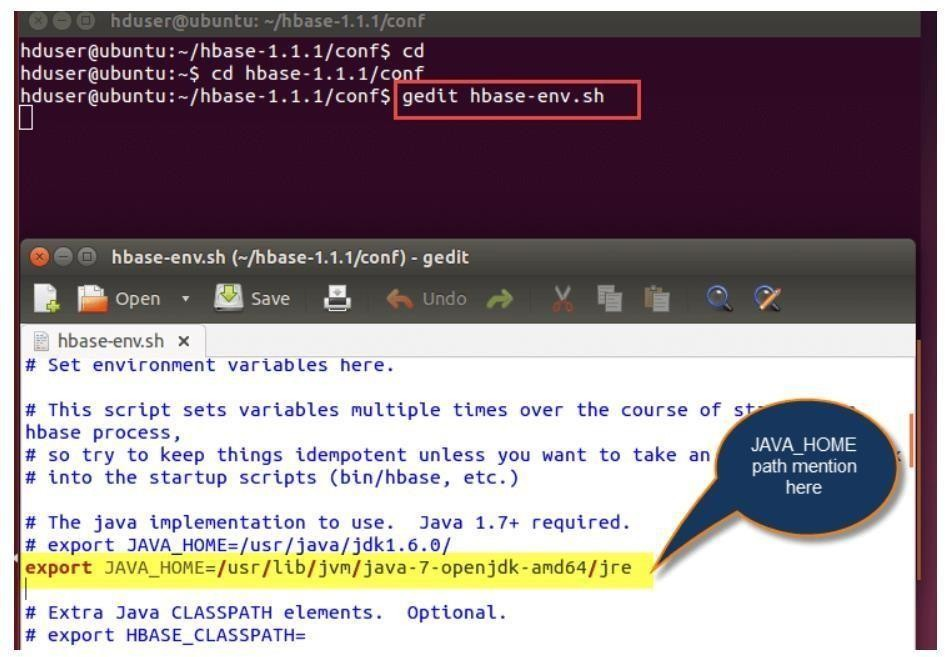 hduser@ubuntu: ~/hbase-1.1.1/conf
hduser@ubuntu:~/hbase-1.1.1/conf$ cd
hduser@ubuntu:~$ cd hbase-1.1.1/conf
hduser@ubuntu:~/hbase-1.1.1/conf$ gedit hbase-env.sh
hbase-env.sh (~/hbase-1.1.1/conf) - gedit
Open Save Undo
hbase-env.sh ×
# Set environment variables here.
# This script sets variables multiple times over the course of
hbase process,
# so try to keep things idempotent unless you want to take an
# into the startup scripts (bin/hbase, etc.)
JAVA_HOME
path mention
here
# The java implementation to use.  Java 1.7+ required.
# export JAVA_HOME=/usr/java/jdk1.6.0/
export JAVA_HOME=/usr/lib/jvm/java-7-openjdk-amd64/jre
# Extra Java CLASSPATH elements.  Optional.
# export HBASE_CLASSPATH=